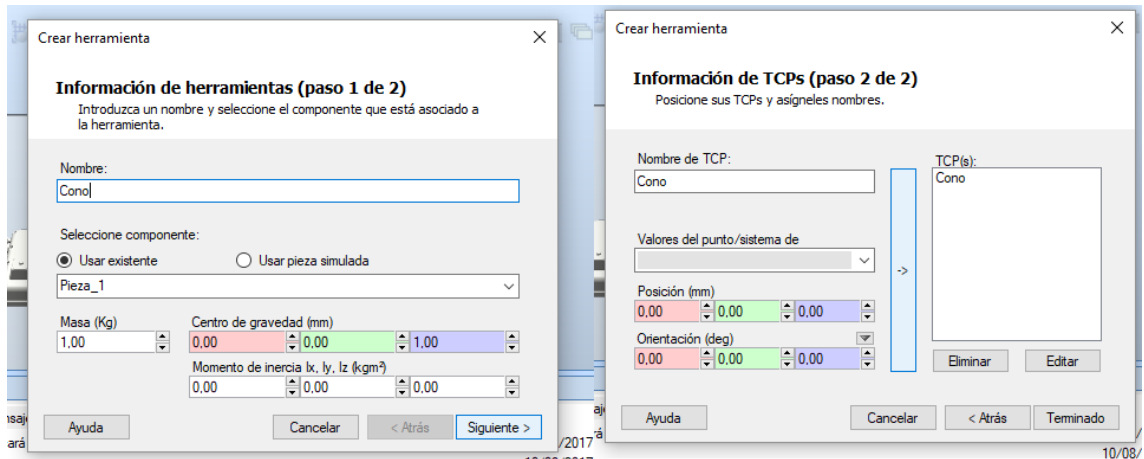 Crear herramienta
Información de herramientas (paso 1 de 2)
Introduzca un nombre y seleccione el componente que está asociado a
la herramienta.
Nombre:
Cono
Seleccione componente:
Usar existente
Usar pieza simulada
Pieza_1
Masa (Kg)
Centro de gravedad (mm)
1,00
0,00
0,00
1,00
Momento de inercia Ix, Iy, Iz (kgm²)
0,00
0,00
0,00
Ayuda
Cancelar
< Atrás
Siguiente >
/2017
Crear herramienta
Información de TCPs (paso 2 de 2)
Posicione sus TCPs y asígneles nombres.
Nombre de TCP:
TCP(s):
Cono
Cono
Valores del punto/sistema de
->
Posición (mm)
0,00
0,00
0,00
Orientación (deg)
0,00
0,00
0,00
Eliminar
Editar
Ayuda
Cancelar
< Atrás
Terminado
10/08/